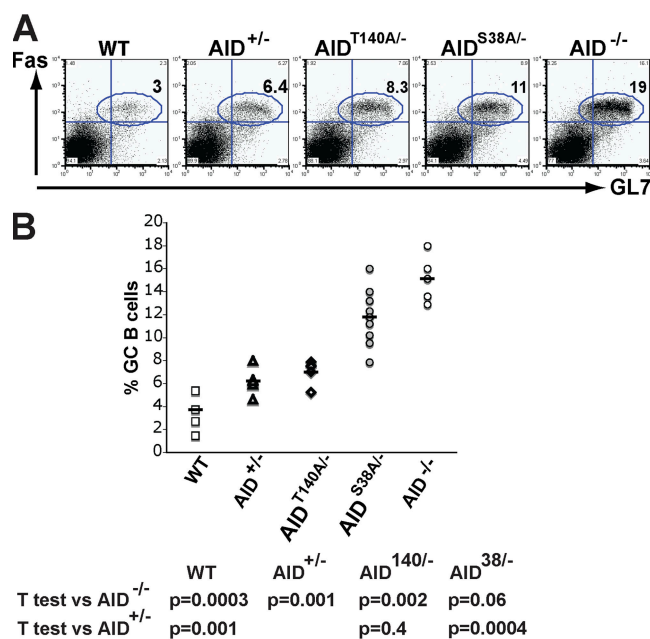 A
WT AID+/- AIDT140A/- AIDS38A/- AID -/-
Fas
3 6.4 8.3 11 19
GL7
B
20
18
16
14
12
10
8
6
4
2
0
% GC B cells
WT AID+/- AIDT140A/- AIDS38A/- AID-/-
WT AID+/- AID140/- AID38/-
T test vs AID-/- p=0.0003 p=0.001 p=0.002 p=0.06
T test vs AID+/- p=0.001 p=0.4 p=0.0004